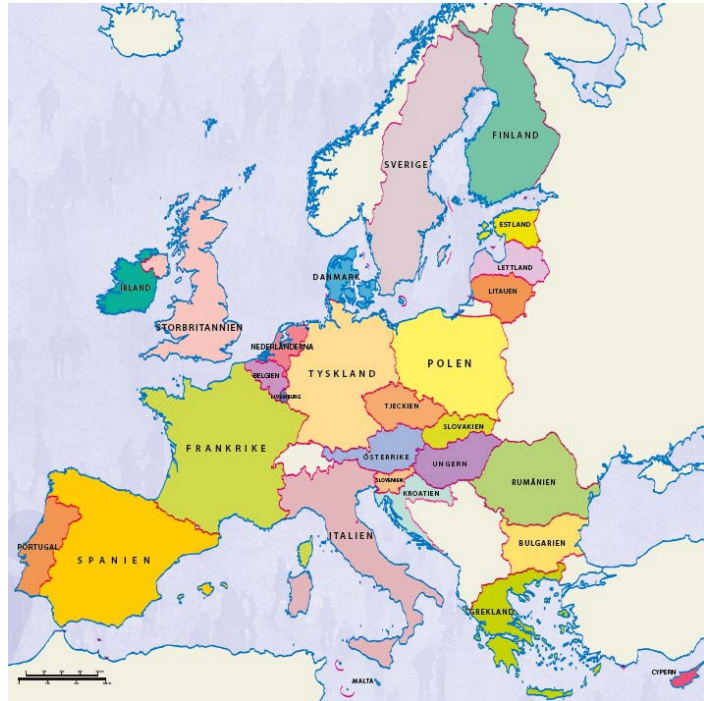 FINLAND
SVERIGE
ESTLAND
LETTLAND
DANMARK
IRLAND
LITAUEN
STORBRITANNIEN
NEDERLÄNDERNA
POLEN
TYSKLAND
BELGIEN
LUXEMBURG
TJECKIEN
SLOVAKIEN
FRANKRIKE
ÖSTERRIKE
UNGERN
SLOVENIEN
RUMÄNIEN
KROATIEN
ITALIEN
BULGARIEN
PORTUGAL
SPANIEN
GREKLAND
CYPERN
MALTA